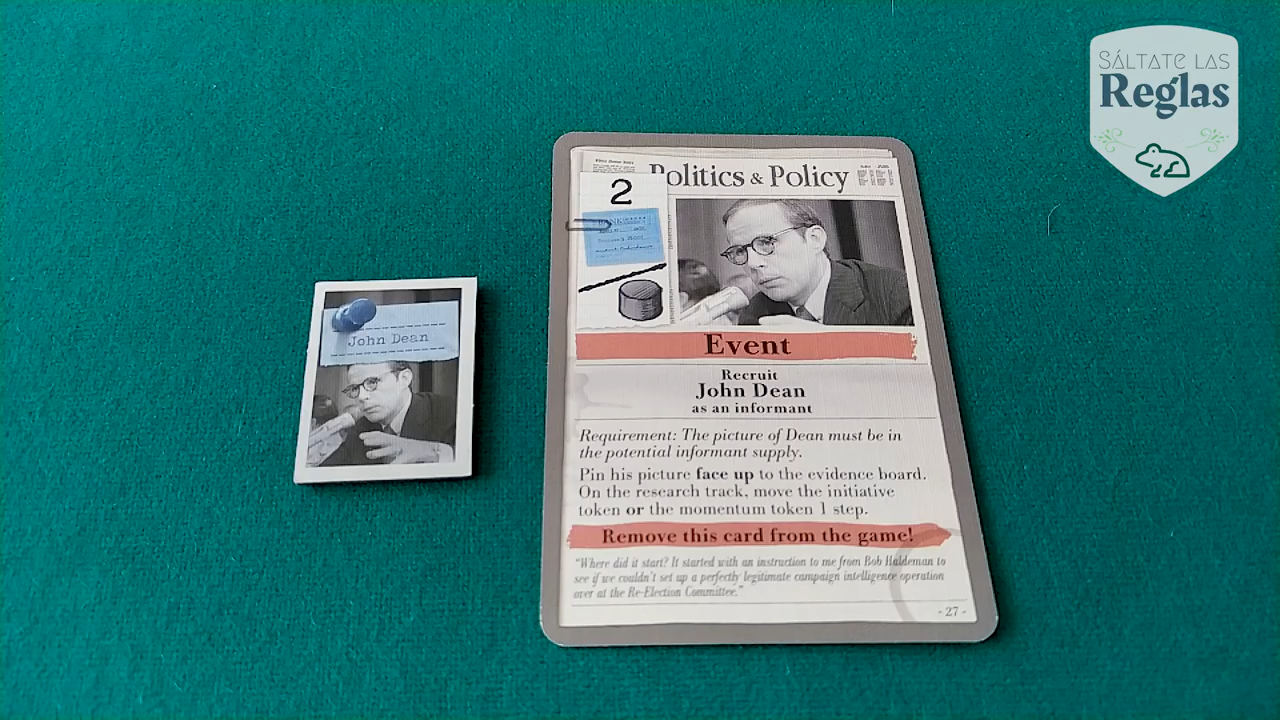 SÁLTATE LAS
Reglas
John Dean
Politics & Policy
2
Event
Recruit
John Dean
as an informant
Requirement: The picture of Dean must be in
the potential informant supply.
Pin his picture face up to the evidence board.
On the research track, move the initiative
token or the momentum token 1 step.
Remove this card from the game!
"Where did it start? It started with an instruction to me from Bob Haldeman to
see if we couldn't set up a perfectly legitimate campaign intelligence operation
over at the Re-Election Committee."
- 27 -